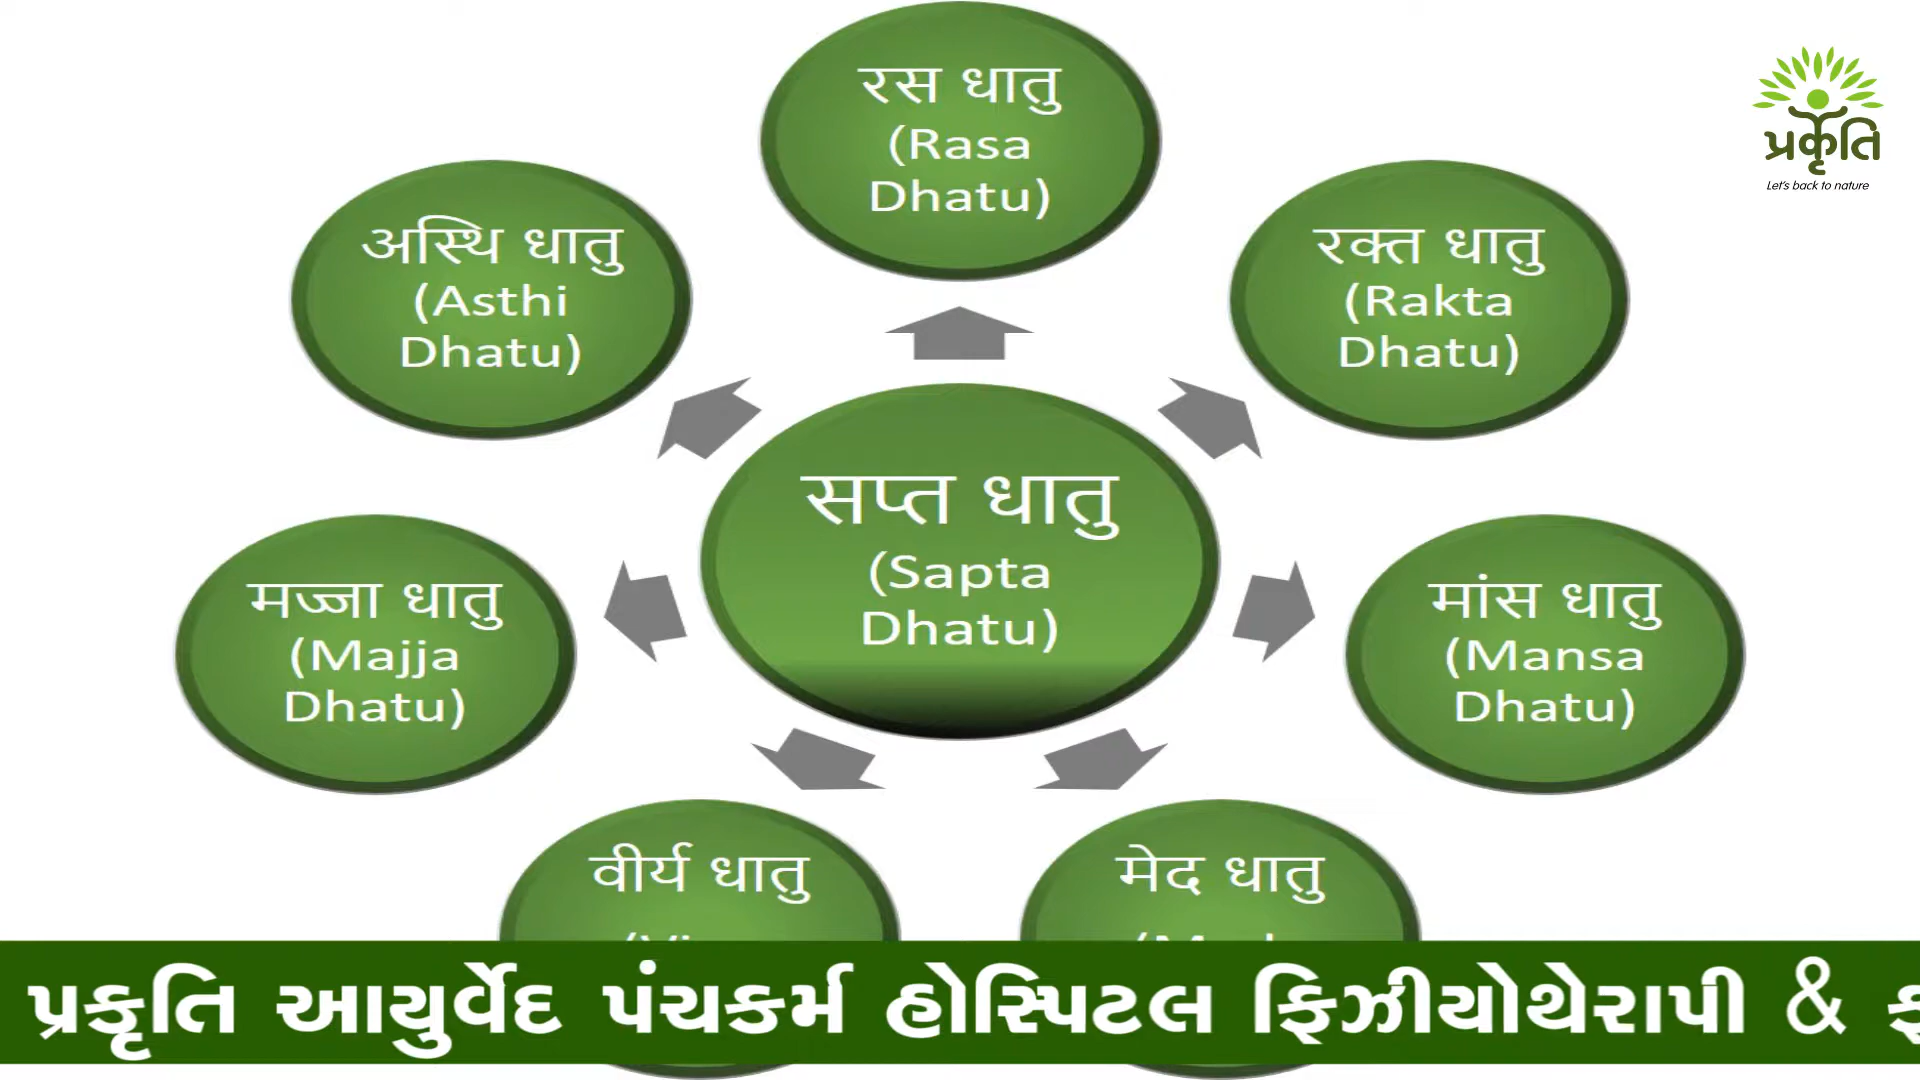 रस धातु
(Rasa
Dhatu)
પ્રકૃતિ
Let's back to nature
अस्थि धातु
(Asthi
Dhatu)
रक्त धातु
(Rakta
Dhatu)
सप्त धातु
(Sapta
Dhatu)
मज्जा धातु
(Majja
Dhatu)
मांस धातु
(Mansa
Dhatu)
वीर्य धातु
मेद धातु
પ્રકૃતિ આયુર્વેદ પંચકર્મ હોસ્પિટલ ફિઝીયોથેરાપી &